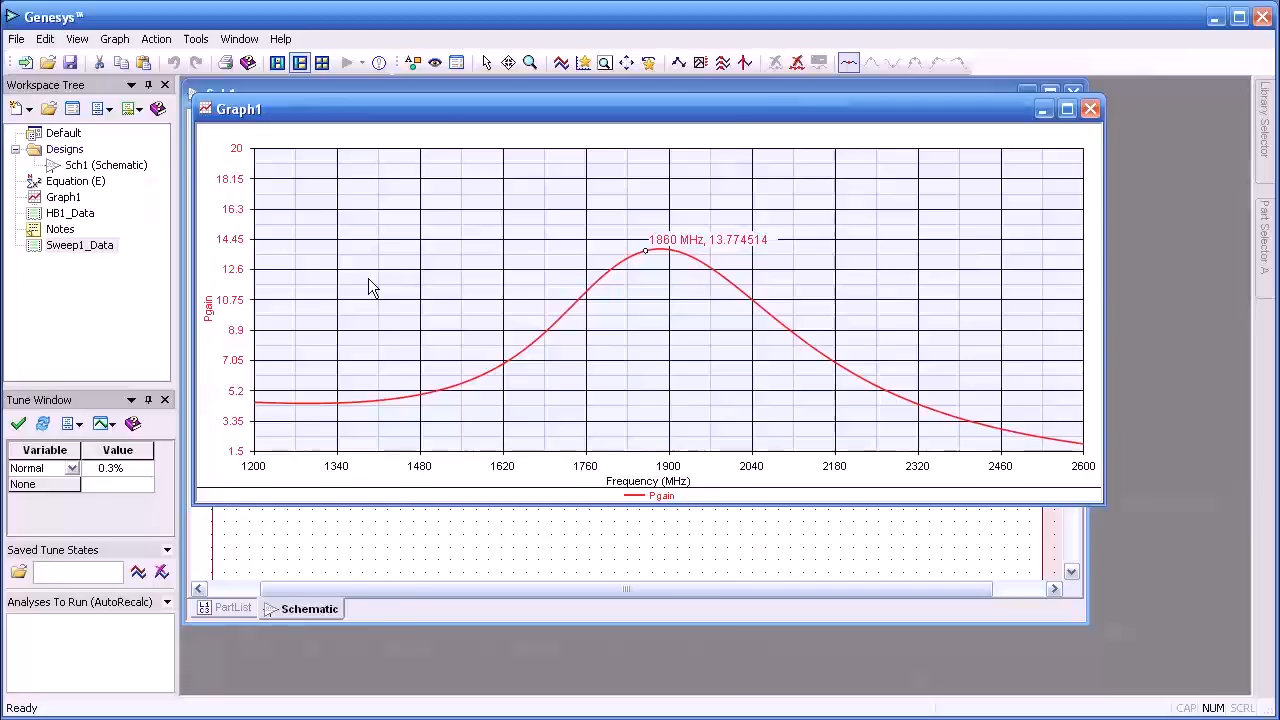 Genesys™
File Edit View Graph Action Tools Window Help
Workspace Tree
Default
Designs
Sch1 (Schematic)
Equation (E)
Graph1
HB1_Data
Notes
Sweep1_Data
Graph1
20
18.15
16.3
14.45
12.6
10.75
8.9
7.05
5.2
3.35
1.5
Pgain
1860 MHz, 13.774514
1200 1340 1480 1620 1760 1900 2040 2180 2320 2460 2600
Frequency (MHz)
Pgain
Library Selector
Part Selector A
Tune Window
Variable Value
Normal 0.3%
None
Saved Tune States
Analyses To Run (AutoRecalc)
PartList Schematic
Ready
CAP NUM SCRL